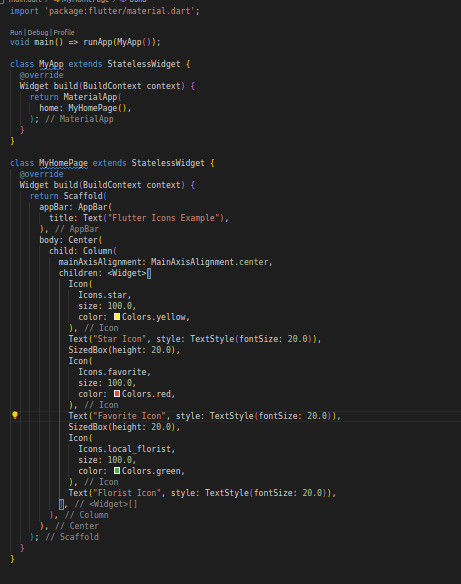 import 'package:flutter/material.dart';
Run | Debug | Profile
void main() => runApp(MyApp());
class MyApp extends StatelessWidget {
@override
Widget build(BuildContext context) {
return MaterialApp(
home: MyHomePage(),
); // MaterialApp
}
}
class MyHomePage extends StatelessWidget {
@override
Widget build(BuildContext context) {
return Scaffold(
appBar: AppBar(
title: Text("Flutter Icons Example"),
), // AppBar
body: Center(
child: Column(
mainAxisAlignment: MainAxisAlignment.center,
children: <Widget>[
Icon(
Icons.star,
size: 100.0,
color: Colors.yellow,
), // Icon
Text("Star Icon", style: TextStyle(fontSize: 20.0)),
SizedBox(height: 20.0),
Icon(
Icons.favorite,
size: 100.0,
color: Colors.red,
), // Icon
Text("Favorite Icon", style: TextStyle(fontSize: 20.0)),
SizedBox(height: 20.0),
Icon(
Icons.local_florist,
size: 100.0,
color: Colors.green,
), // Icon
Text("Florist Icon", style: TextStyle(fontSize: 20.0)),
], // <Widget>[]
), // Column
), // Center
); // Scaffold
}
}